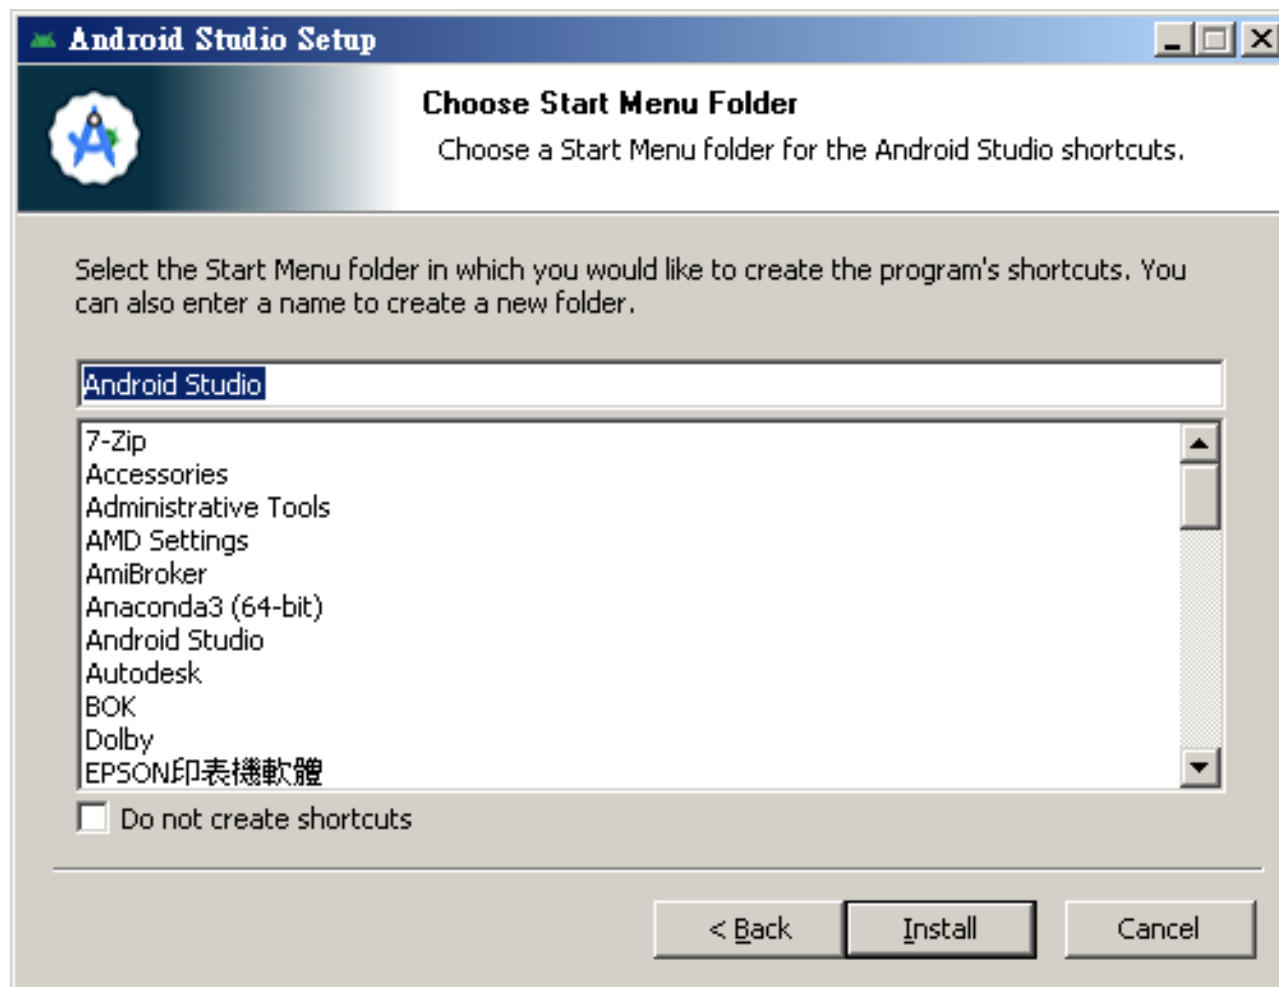 Android Studio Setup
Choose Start Menu Folder
Choose a Start Menu folder for the Android Studio shortcuts.
Select the Start Menu folder in which you would like to create the program's shortcuts. You
can also enter a name to create a new folder.
Android Studio
7-Zip
Accessories
Administrative Tools
AMD Settings
AmiBroker
Anaconda3 (64-bit)
Android Studio
Autodesk
BOK
Dolby
EPSON印表機軟體
Do not create shortcuts
< Back
Install
Cancel